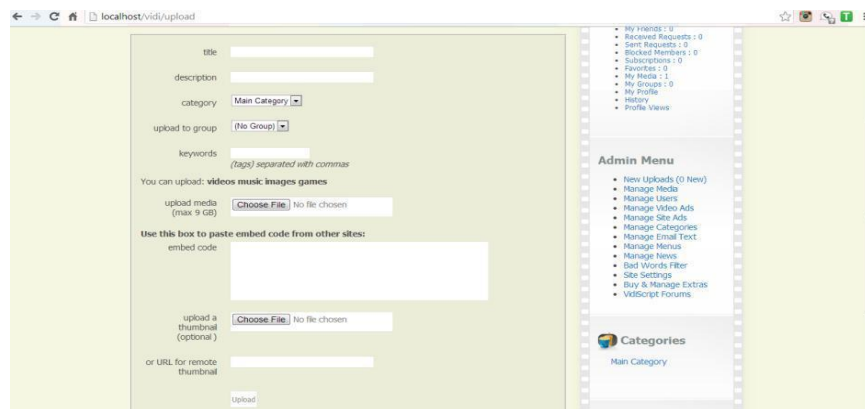 localhost/vidi/upload
title
description
category Main Category
upload to group (No Group)
keywords
(tags) separated with commas
You can upload: videos music images games
upload media
(max 9 GB)
Choose File No file chosen
Use this box to paste embed code from other sites:
embed code
upload a
thumbnail
(optional )
Choose File No file chosen
or URL for remote
thumbnail
Upload
My Friends : 0
Received Requests : 0
Sent Requests : 0
Blocked Members : 0
Subscriptions : 0
Favorites : 0
My Media : 1
My Groups : 0
My Profile
History
Profile Views
Admin Menu
New Uploads (0 New)
Manage Media
Manage Users
Manage Video Ads
Manage Site Ads
Manage Categories
Manage Email Text
Manage Menus
Manage News
Bad Words Filter
Site Settings
Buy & Manage Extras
VidiScript Forums
Categories
Main Category